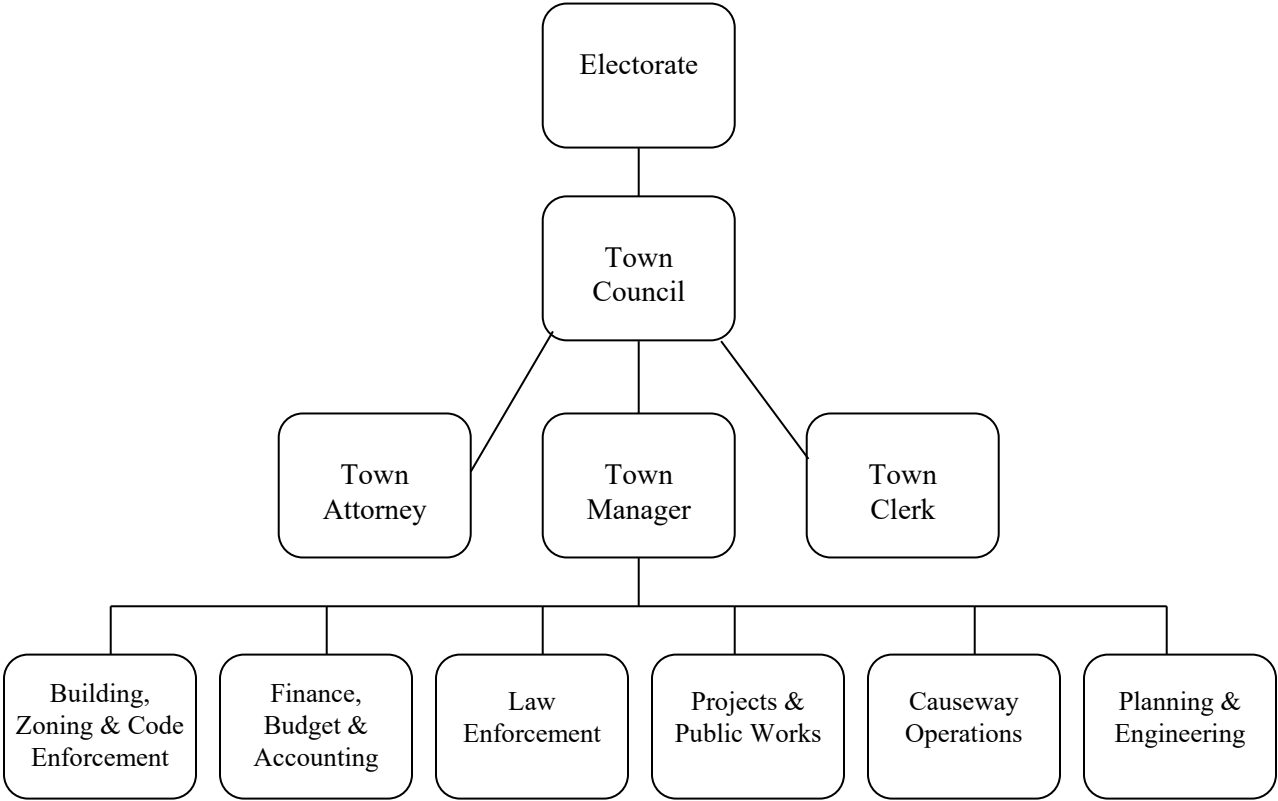 Electorate
Town
Council
Town
Attorney
Town
Manager
Town
Clerk
Building,
Zoning & Code
Enforcement
Finance,
Budget &
Accounting
Law
Enforcement
Projects &
Public Works
Causeway
Operations
Planning &
Engineering